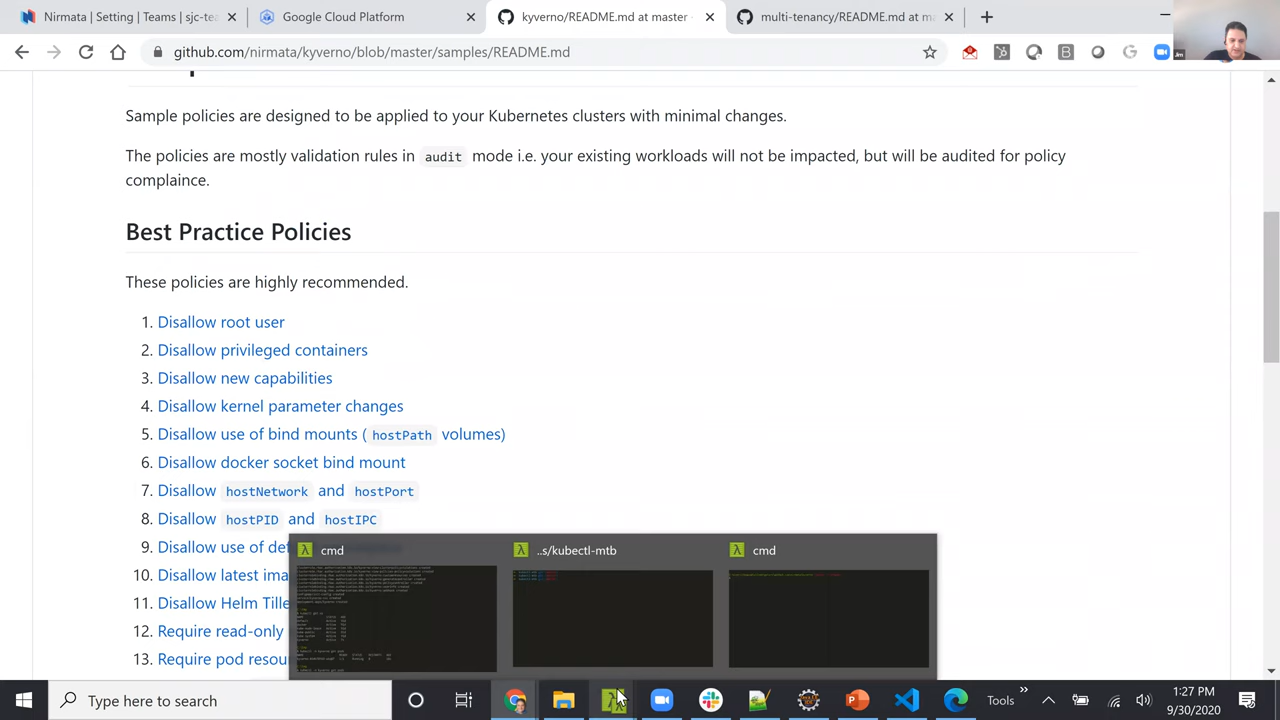 Nirmata | Setting | Teams | sjc-tea
Google Cloud Platform
kyverno/README.md at master
multi-tenancy/README.md at ma
github.com/nirmata/kyverno/blob/master/samples/README.md
Sample policies are designed to be applied to your Kubernetes clusters with minimal changes.
The policies are mostly validation rules in audit mode i.e. your existing workloads will not be impacted, but will be audited for policy
complaince.
Best Practice Policies
These policies are highly recommended.
1. Disallow root user
2. Disallow privileged containers
3. Disallow new capabilities
4. Disallow kernel parameter changes
5. Disallow use of bind mounts ( hostPath volumes)
6. Disallow docker socket bind mount
7. Disallow hostNetwork and hostPort
8. Disallow hostPID and hostIPC
9. Disallow use of def
Disallow latest ima
Tille
12. Require read-only
Require pod resou
cmd
..s/kubectl-mtb
cmd
Type here to search
Tools
1:27 PM
9/30/2020